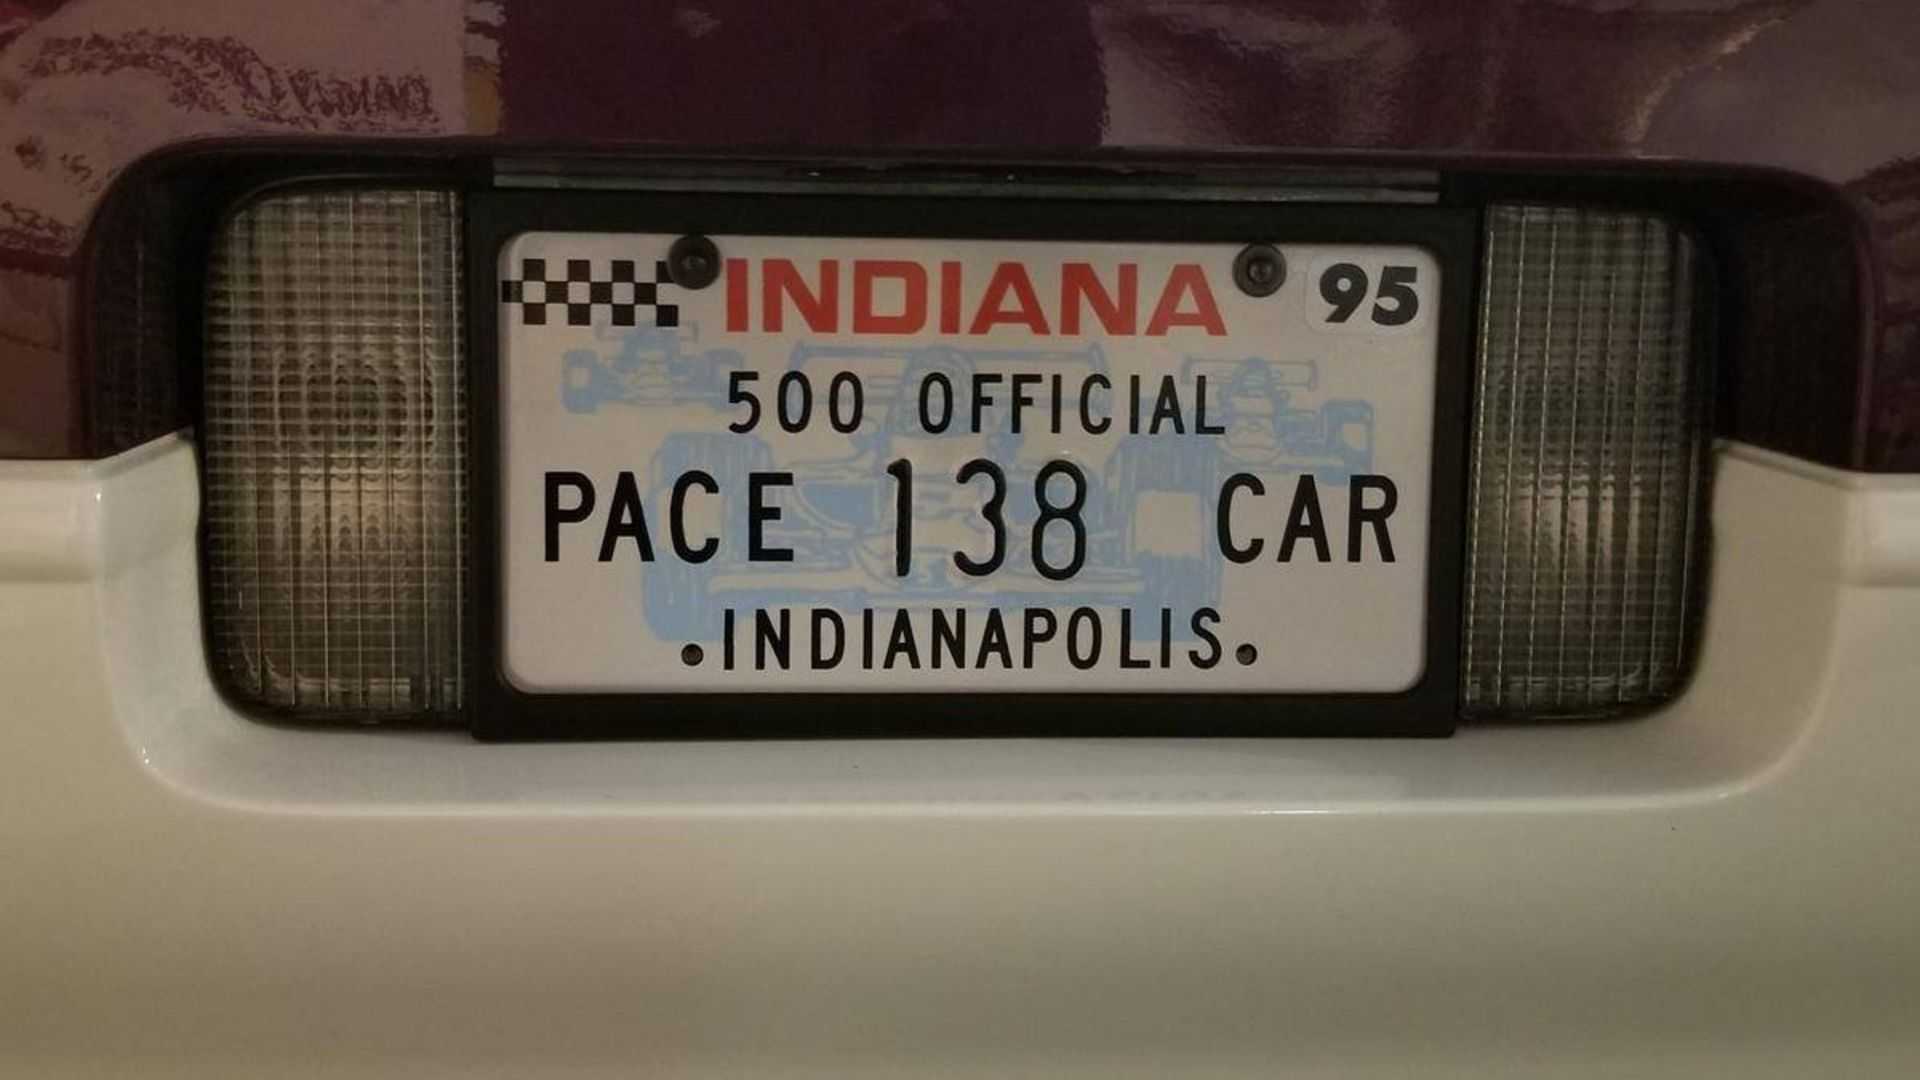 INDIANA 95
500 OFFICIAL
PACE 138 CAR
INDIANAPOLIS